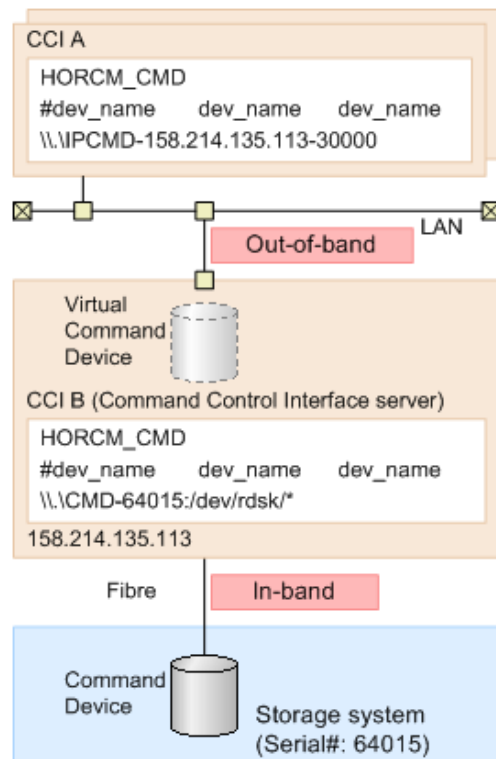 CCI A
HORCM_CMD
#dev_name dev_name dev_name
\\.\IPCMD-158.214.135.113-30000
LAN
Out-of-band
Virtual
Command
Device
CCI B (Command Control Interface server)
HORCM_CMD
#dev_name dev_name dev_name
\\.\CMD-64015:/dev/rdsk/*
158.214.135.113
Fibre
In-band
Command
Device
Storage system
(Serial#: 64015)